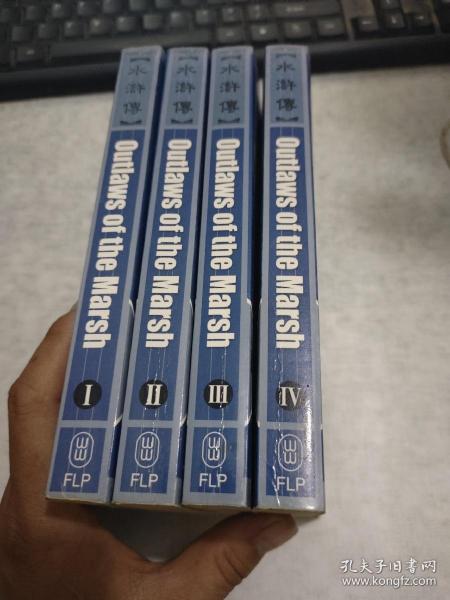 【水滸傳】
Outlaws of the Marsh
I
FLP
【水滸傳】
Outlaws of the Marsh
II
FLP
【水滸傳】
Outlaws of the Marsh
III
FLP
【水滸傳】
Outlaws of the Marsh
IV
FLP
孔夫子旧书网
www.kongfz.com